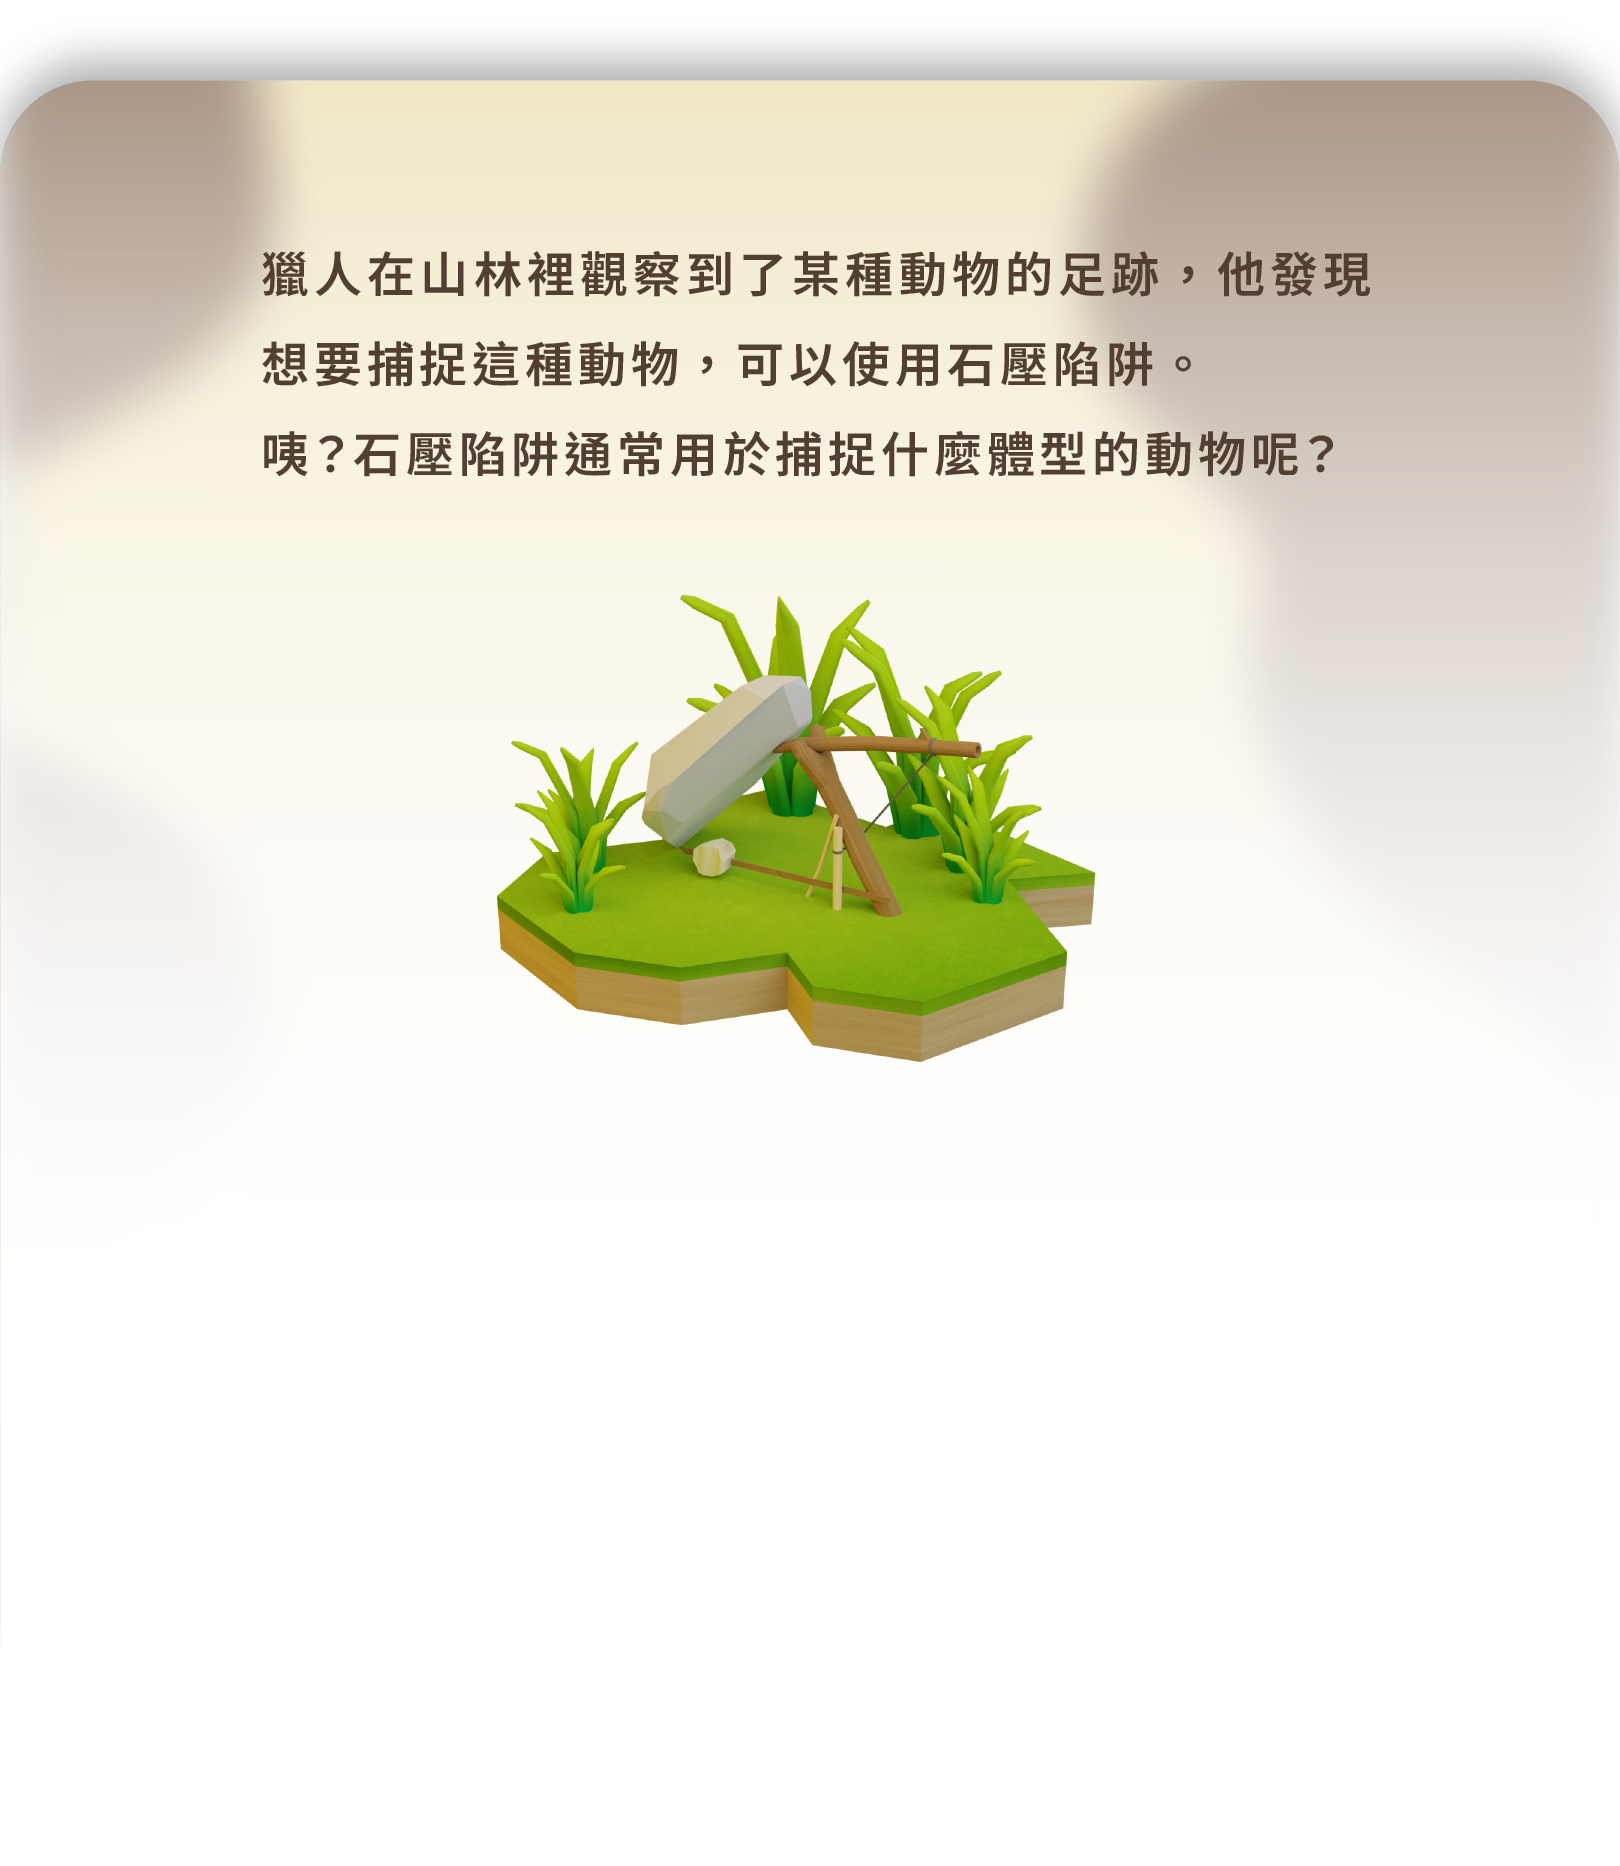 獵人在山林裡觀察到了某種動物的足跡，他發現
想要捕捉這種動物，可以使用石壓陷阱。
咦？石壓陷阱通常用於捕捉什麼體型的動物呢？